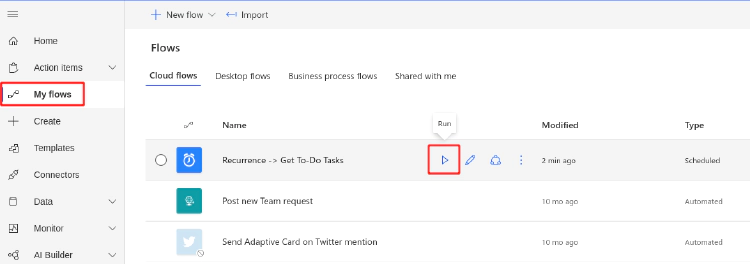 New flow
Import
Home
Action items
My flows
Create
Templates
Connectors
Data
Monitor
AI Builder
Flows
Cloud flows
Desktop flows
Business process flows
Shared with me
Run
Name
Modified
Type
Recurrence -> Get To-Do Tasks
2 min ago
Scheduled
Post new Team request
10 mo ago
Automated
Send Adaptive Card on Twitter mention
10 mo ago
Automated